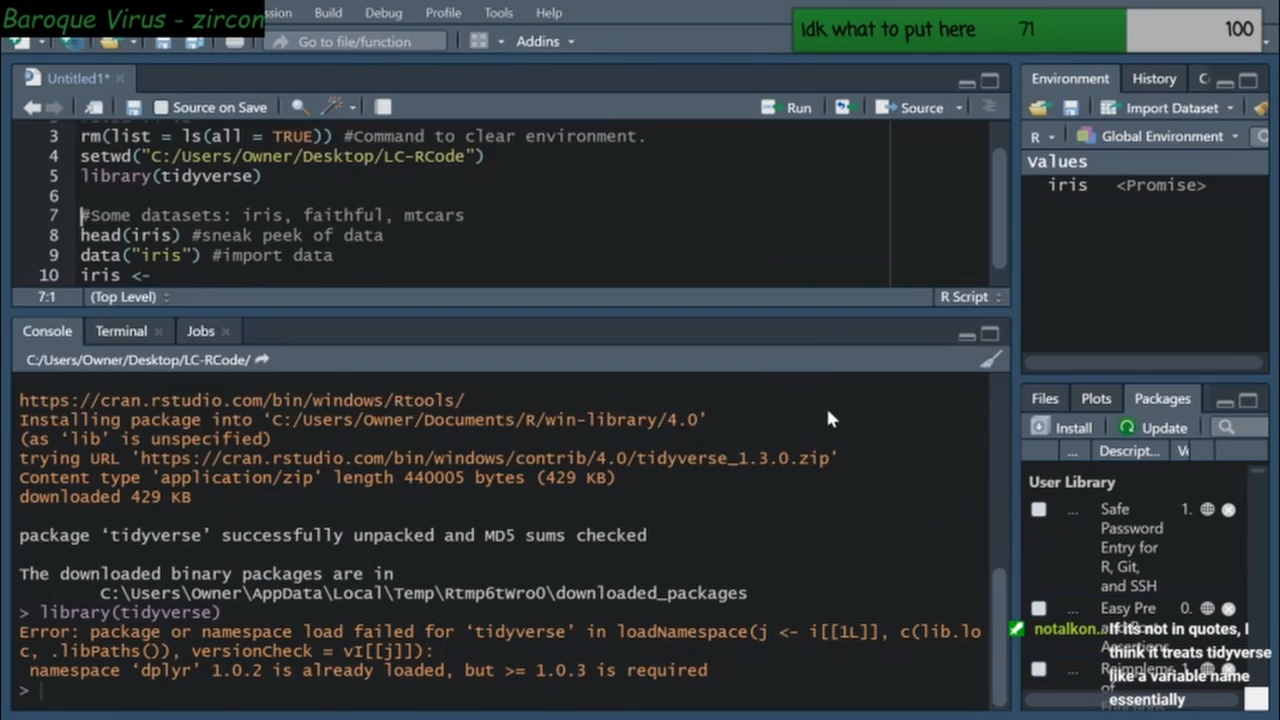 Baroque Virus - zircon
ssion Build Debug Profile Tools Help
Idk what to put here 71 100
Go to file/function Addins
Untitled1*
Source on Save Run Source
3 rm(list = ls(all = TRUE)) #Command to clear environment.
4 setwd("C:/Users/Owner/Desktop/LC-RCode")
5 library(tidyverse)
6
7 #Some datasets: iris, faithful, mtcars
8 head(iris) #sneak peek of data
9 data("iris") #import data
10 iris <-
7:1 (Top Level) R Script
Console Terminal Jobs
C:/Users/Owner/Desktop/LC-RCode/
https://cran.rstudio.com/bin/windows/Rtools/
Installing package into ‘C:/Users/Owner/Documents/R/win-library/4.0’
(as ‘lib’ is unspecified)
trying URL 'https://cran.rstudio.com/bin/windows/contrib/4.0/tidyverse_1.3.0.zip'
Content type 'application/zip' length 440005 bytes (429 KB)
downloaded 429 KB
package ‘tidyverse’ successfully unpacked and MD5 sums checked
The downloaded binary packages are in
C:\Users\Owner\AppData\Local\Temp\Rtmp6tWro0\downloaded_packages
> library(tidyverse)
Error: package or namespace load failed for ‘tidyverse’ in loadNamespace(j <- i[[1L]], c(lib.lo
c, .libPaths()), versionCheck = vI[[j]]):
namespace ‘dplyr’ 1.0.2 is already loaded, but >= 1.0.3 is required
>
Environment History
Import Dataset
R Global Environment
Values
iris <Promise>
Files Plots Packages
Install Update
... Descript...
User Library
... Safe 1.
Password
Entry for
R, Git,
and SSH
... Easy Pre 0.
notalkon.. If its not in quotes, I
think it treats tidyverse
like a variable name
essentially